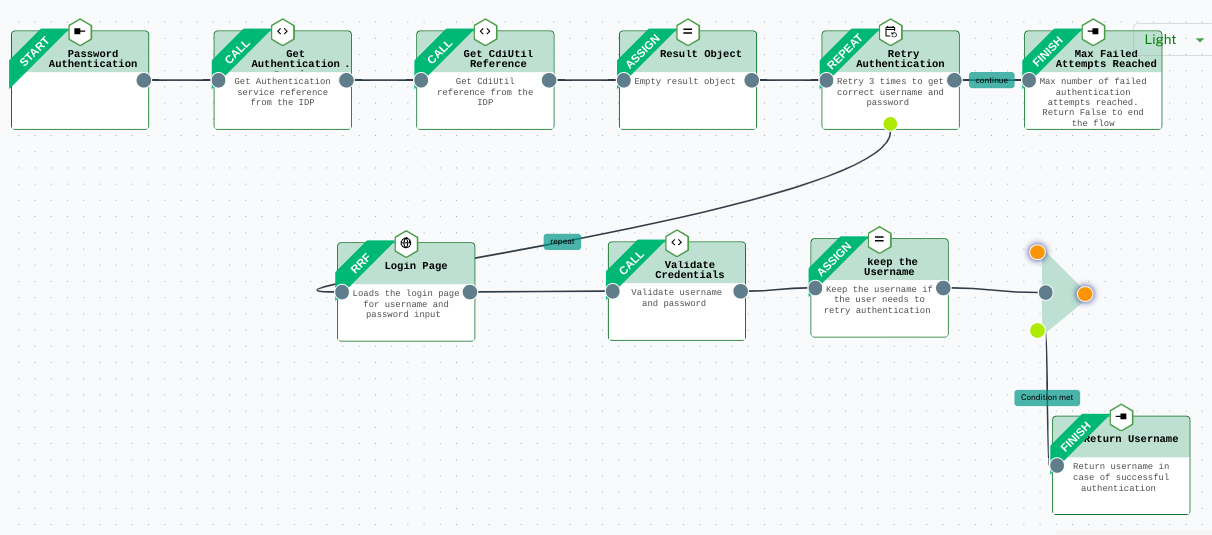 START
Password
Authentication
CALL
Get
Authentication .
Get Authentication
service reference
from the IDP
CALL
Get CdiUtil
Reference
Get CdiUtil
reference from the
IDP
ASSIGN
Result Object
Empty result object
REPEAT
Retry
Authentication
Retry 3 times to get
correct username and
password
continue
FINISH
Max Failed
Attempts Reached
Max number of failed
authentication
attempts reached.
Return False to end
the flow
Light
repeat
RRF
Login Page
Loads the login page
for username and
password input
CALL
Validate
Credentials
Validate username
and password
ASSIGN
keep the
Username
Keep the username if
the user needs to
retry authentication
Condition met
FINISH
Return Username
Return username in
case of successful
authentication